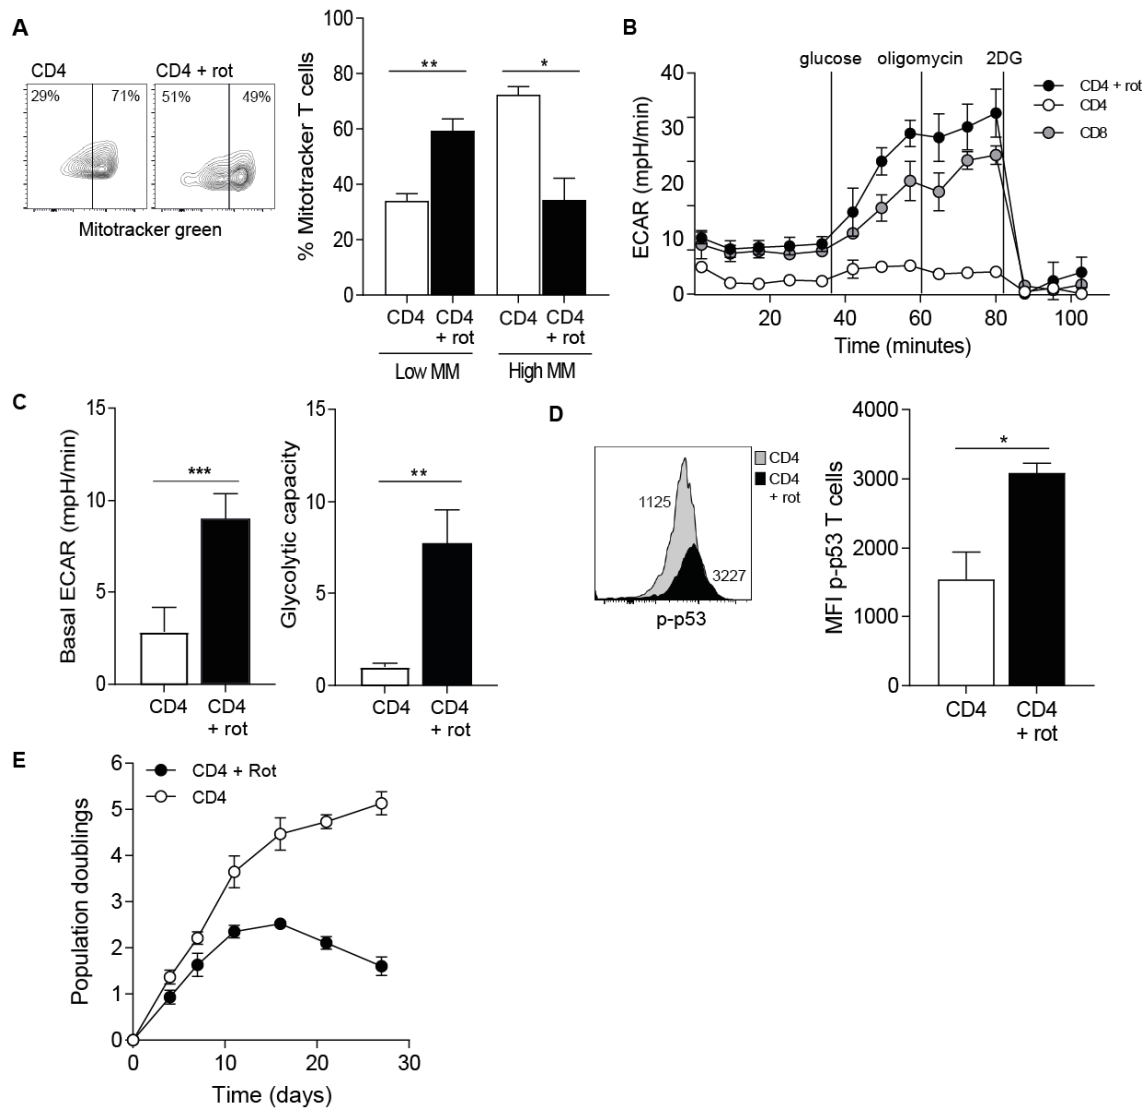 A
CD4
CD4 + rot
29%
71%
51%
49%
Mitotracker green
% Mitotracker T cells
100
80
60
40
20
0
**
*
CD4
CD4
+ rot
CD4
CD4
+ rot
Low MM
High MM
B
glucose
oligomycin
2DG
ECAR (mpH/min)
40
30
20
10
0
20
40
60
80
100
Time (minutes)
CD4 + rot
CD4
CD8
C
Basal ECAR (mpH/min)
15
10
5
0
***
CD4
CD4
+ rot
Glycolytic capacity
15
10
5
0
**
CD4
CD4
+ rot
D
1125
3227
p-p53
CD4
CD4
+ rot
MFI p-p53 T cells
4000
3000
2000
1000
0
*
CD4
CD4
+ rot
E
CD4 + Rot
CD4
Population doublings
6
5
4
3
2
1
0
0
10
20
30
Time (days)